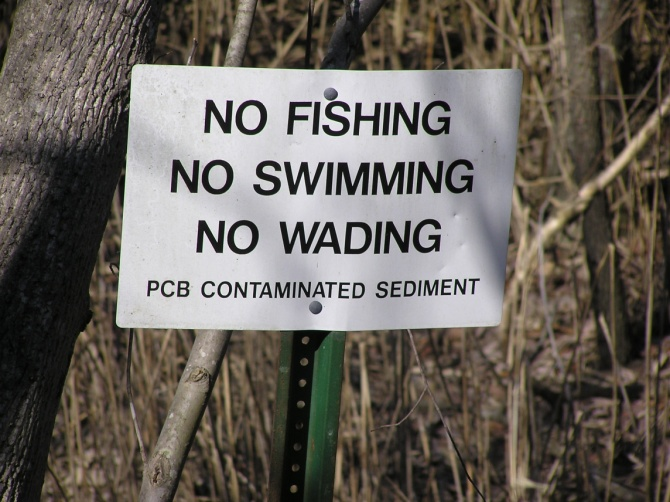 NO FISHING
NO SWIMMING
NO WADING
PCB CONTAMINATED SEDIMENT